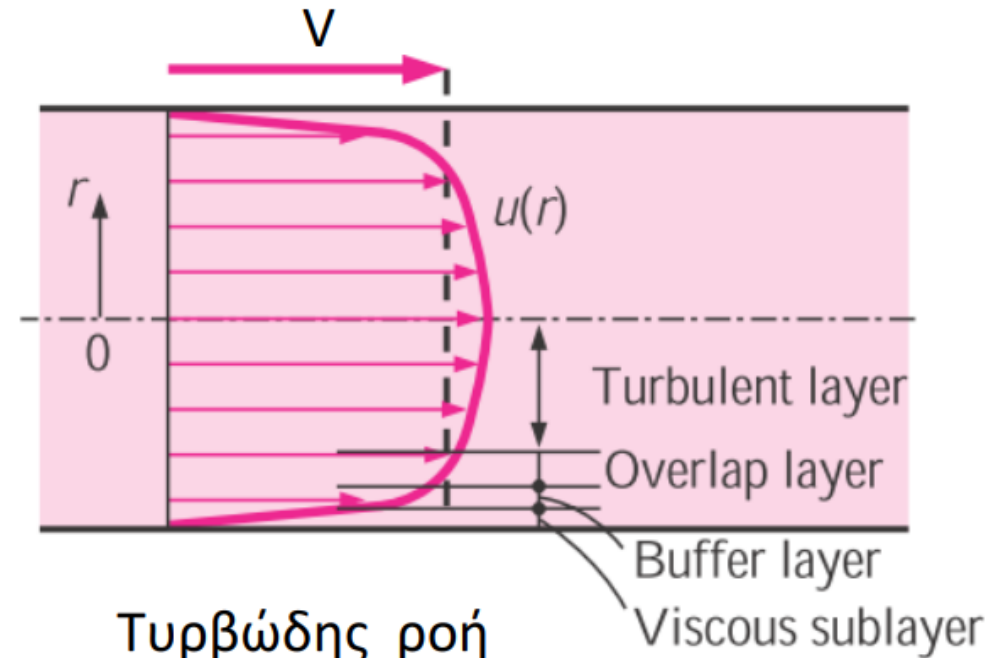 V
r
u(r)
0
Turbulent layer
Overlap layer
Buffer layer
Viscous sublayer
Τυρβώδης ροή